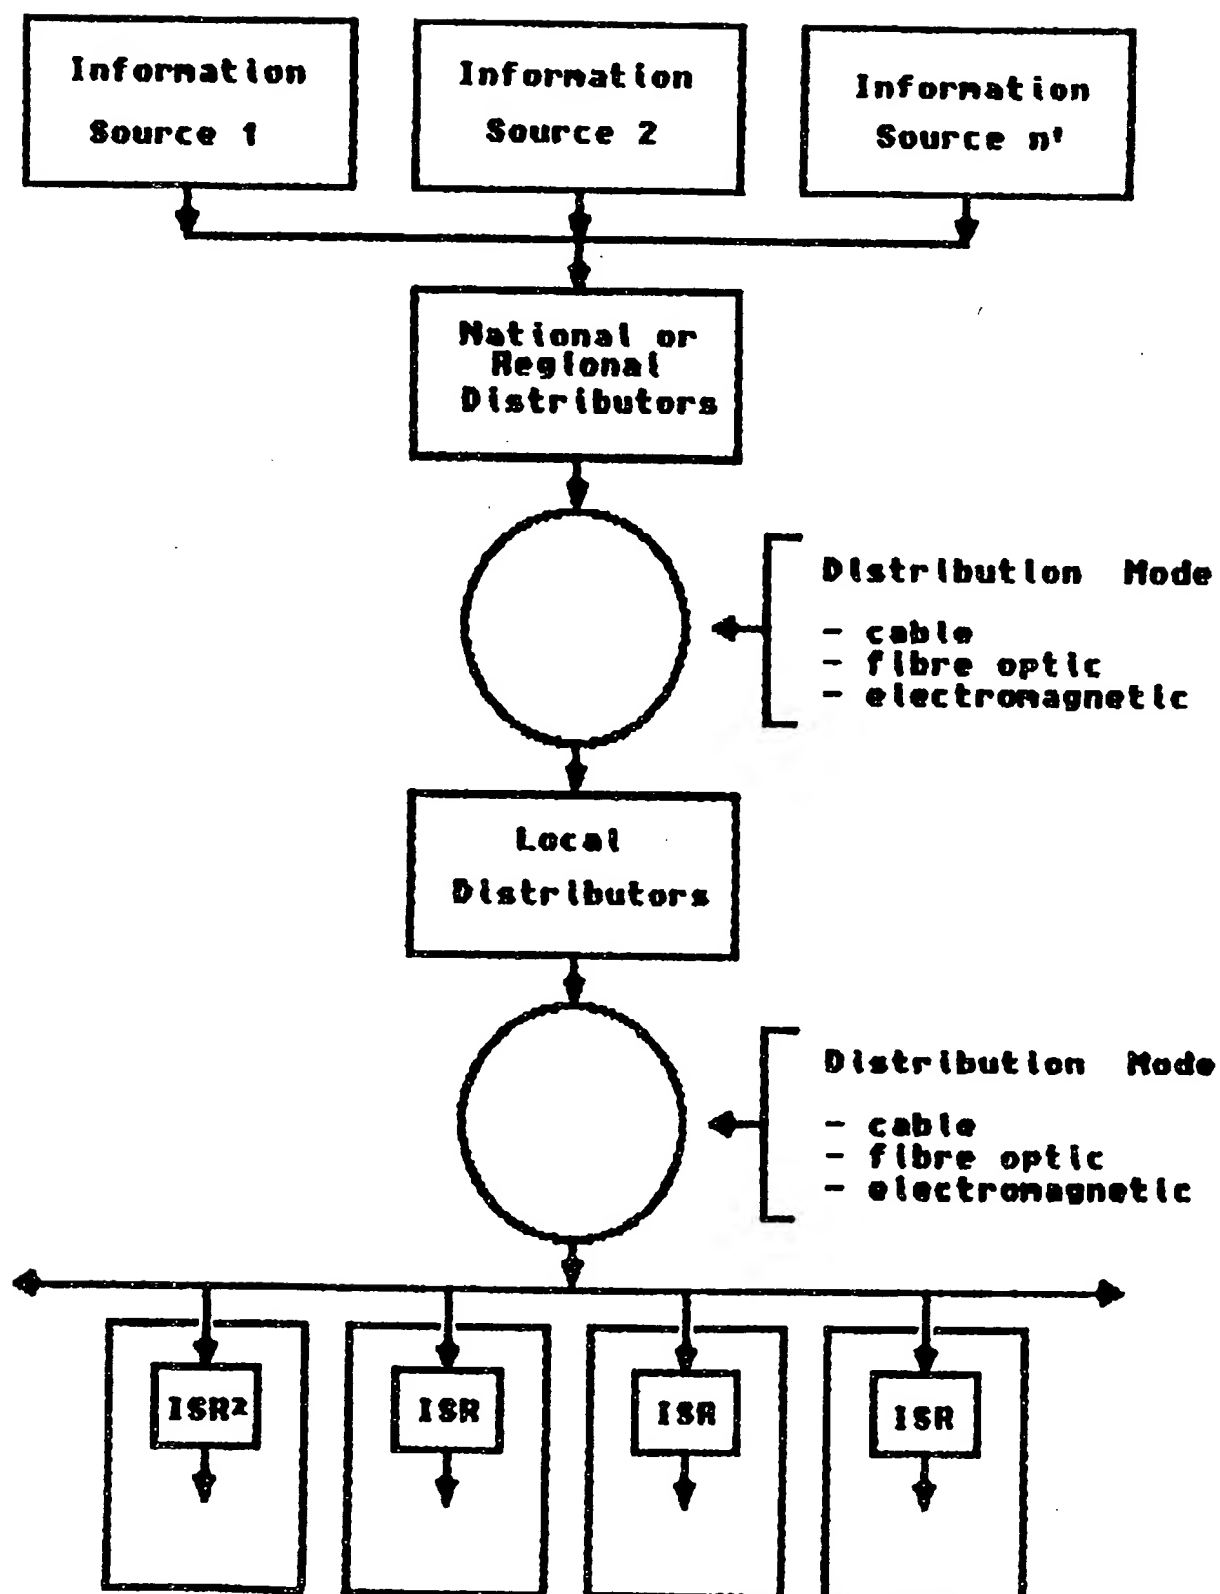 Information
Source 1
Information
Source 2
Information
Source n'
National or
Regional
Distributors
Distribution Mode
- cable
- fibre optic
- electromagnetic
Local
Distributors
Distribution Mode
- cable
- fibre optic
- electromagnetic
ISR²
ISR
ISR
ISR